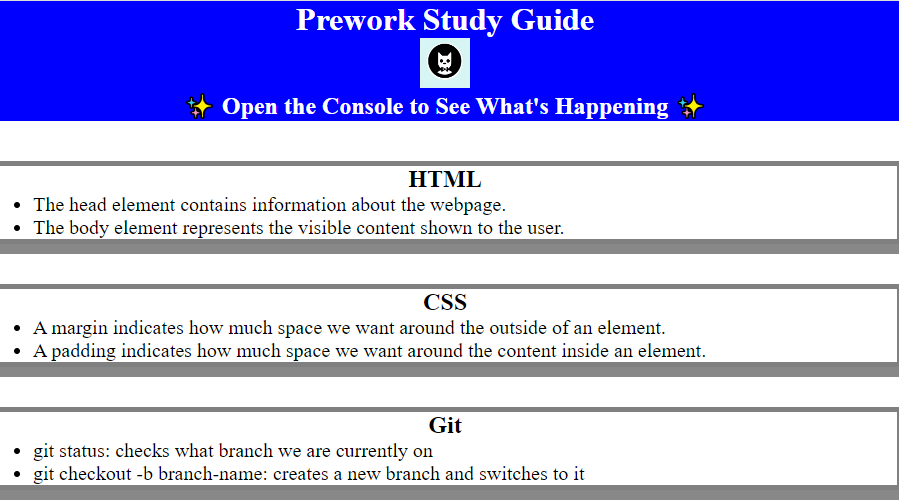 Prework Study Guide
✨ Open the Console to See What's Happening ✨
HTML
• The head element contains information about the webpage.
• The body element represents the visible content shown to the user.
CSS
• A margin indicates how much space we want around the outside of an element.
• A padding indicates how much space we want around the content inside an element.
Git
• git status: checks what branch we are currently on
• git checkout -b branch-name: creates a new branch and switches to it